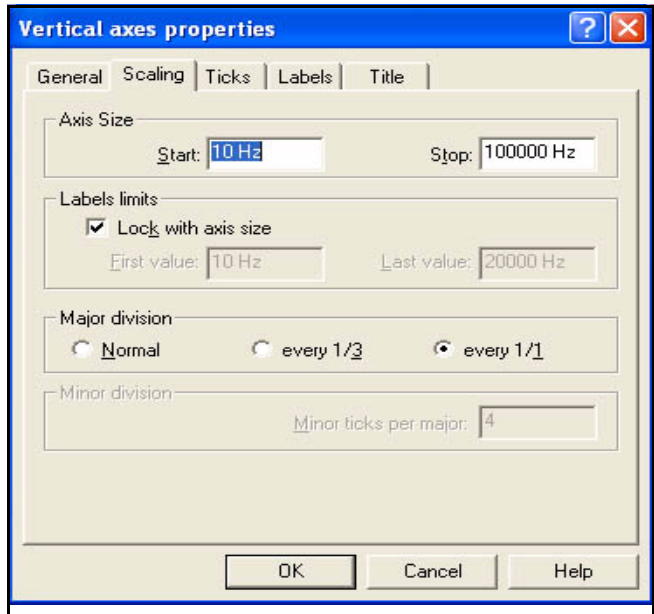 Vertical axes properties
General Scaling Ticks Labels Title
Axis Size
Start: 10 Hz Stop: 100000 Hz
Labels limits
Lock with axis size
First value: 10 Hz Last value: 20000 Hz
Major division
Normal every 1/3 every 1/1
Minor division
Minor ticks per major: 4
OK Cancel Help